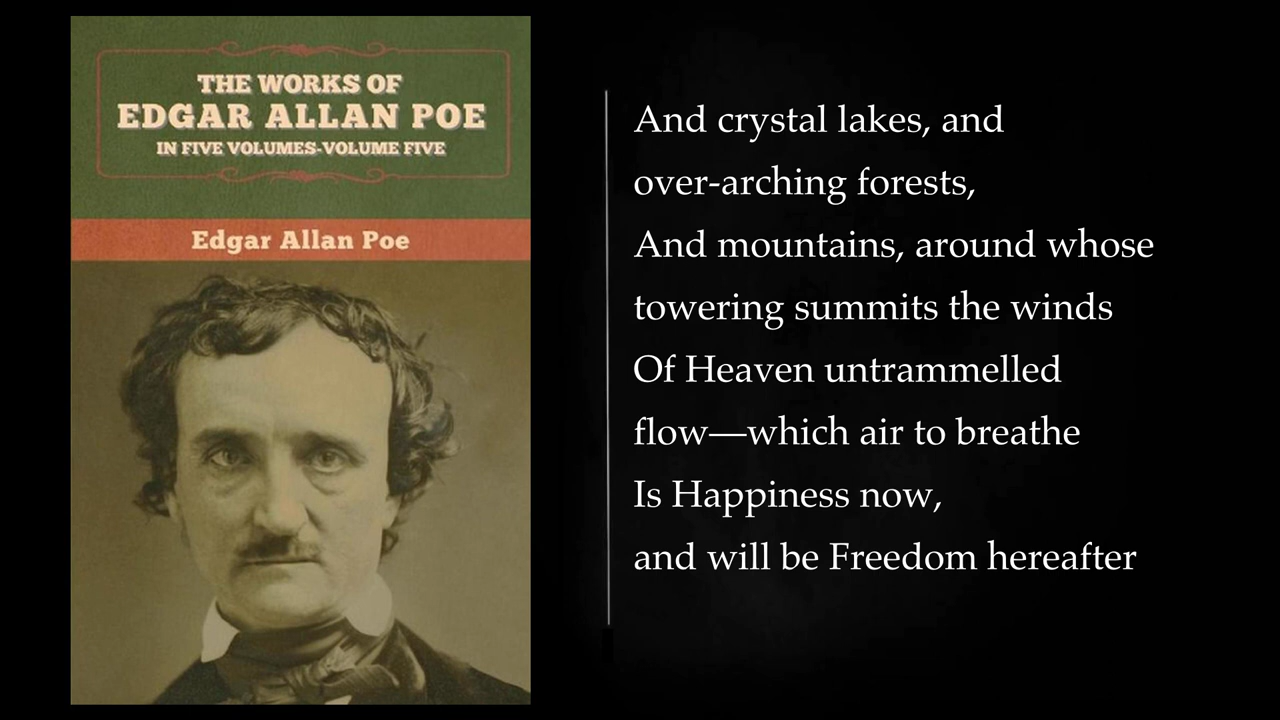 THE WORKS OF
EDGAR ALLAN POE
IN FIVE VOLUMES-VOLUME FIVE
Edgar Allan Poe
And crystal lakes, and
over-arching forests,
And mountains, around whose
towering summits the winds
Of Heaven untrammelled
flow—which air to breathe
Is Happiness now,
and will be Freedom hereafter